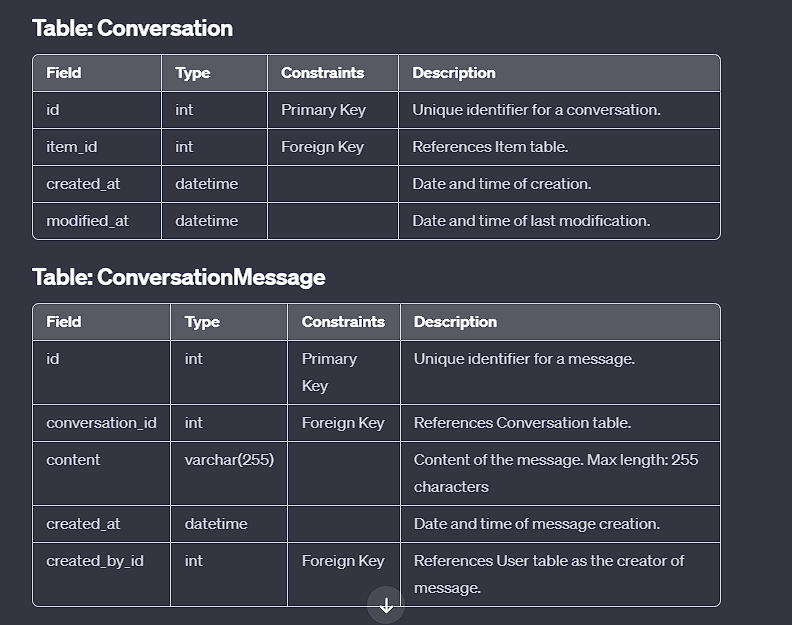 Table: Conversation
Field Type Constraints Description
id int Primary Key Unique identifier for a conversation.
item_id int Foreign Key References Item table.
created_at datetime Date and time of creation.
modified_at datetime Date and time of last modification.
Table: ConversationMessage
Field Type Constraints Description
id int Primary Unique identifier for a message.
Key
conversation_id int Foreign Key References Conversation table.
content varchar(255) Content of the message. Max length: 255
characters
created_at datetime Date and time of message creation.
created_by_id int Foreign Key References User table as the creator of
message.